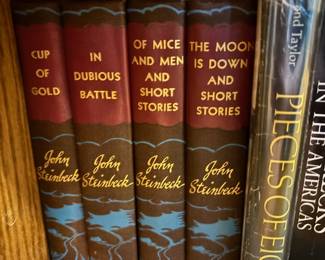 CUP
OF
GOLD
John
Steinbeck
IN
DUBIOUS
BATTLE
John
Steinbeck
OF MICE
AND MEN
AND
SHORT
STORIES
John
Steinbeck
THE MOON
IS DOWN
AND
SHORT
STORIES
John
Steinbeck
and Taylor
PIECES OF
IN THE AMERICAS